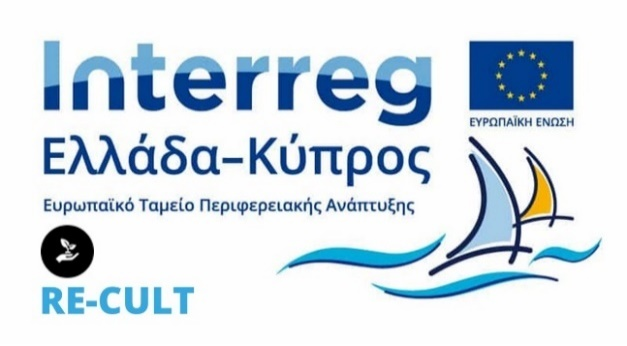 Interreg
ΕΥΡΩΠΑΪΚΗ ΕΝΩΣΗ
Ελλάδα–Κύπρος
Ευρωπαϊκό Ταμείο Περιφερειακής Ανάπτυξης
RE-CULT